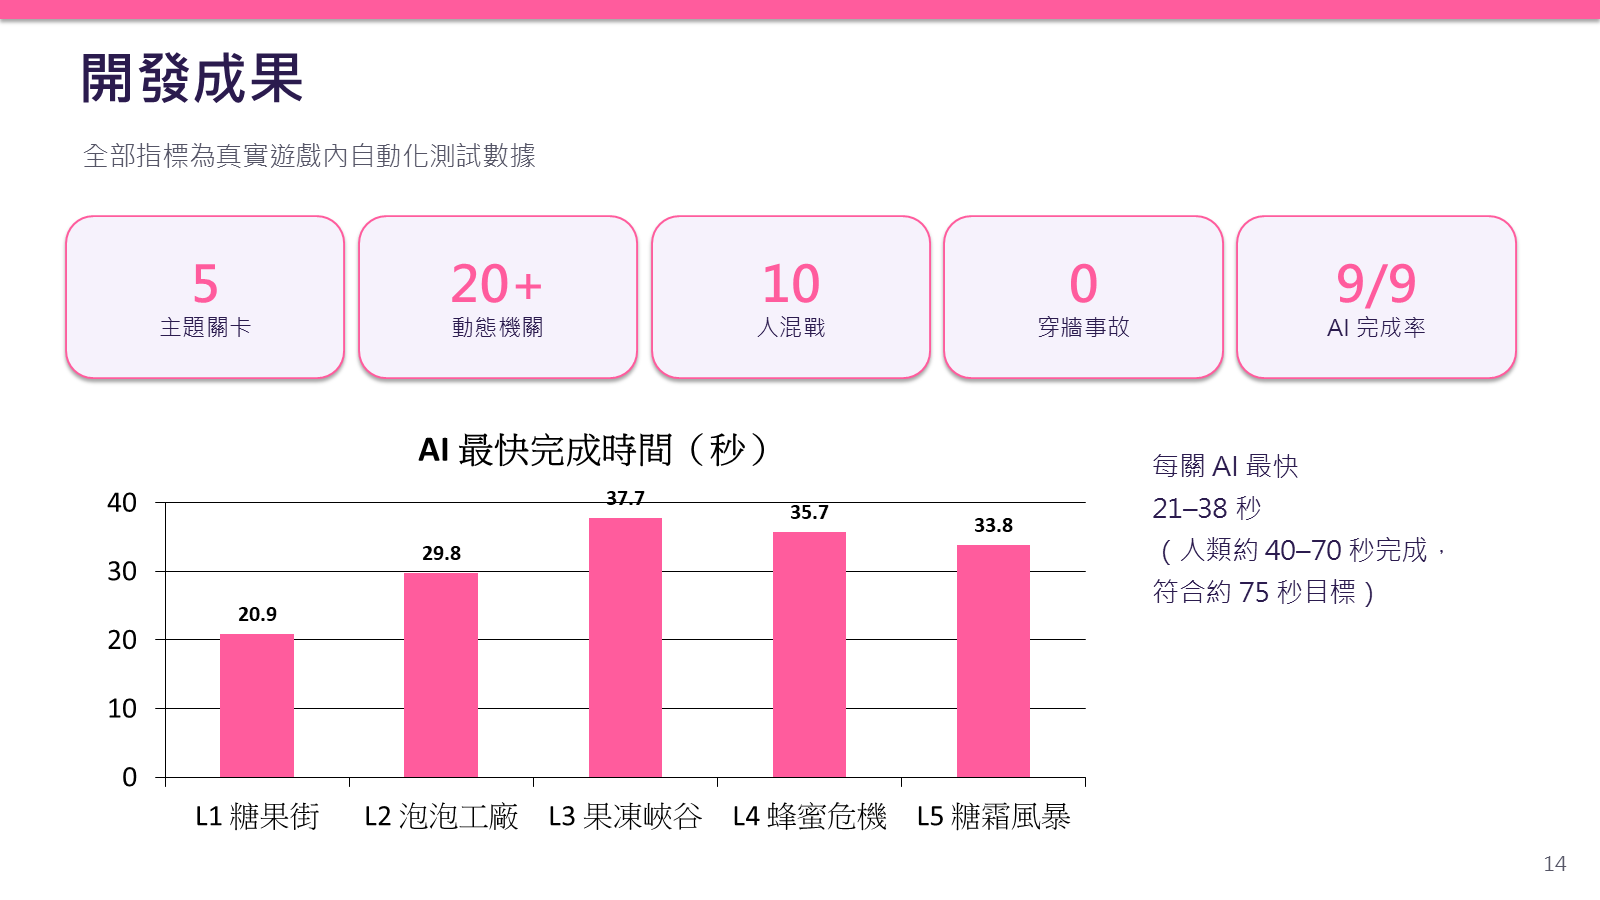 開發成果
全部指標為真實遊戲內自動化測試數據
5
主題關卡
20+
動態機關
10
人混戰
0
穿牆事故
9/9
AI 完成率
AI 最快完成時間（秒）
40
30
20
10
0
20.9
29.8
37.7
35.7
33.8
L1 糖果街
L2 泡泡工廠
L3 果凍峽谷
L4 蜂蜜危機
L5 糖霜風暴
每關 AI 最快
21–38 秒
（人類約 40–70 秒完成，
符合約 75 秒目標）
14